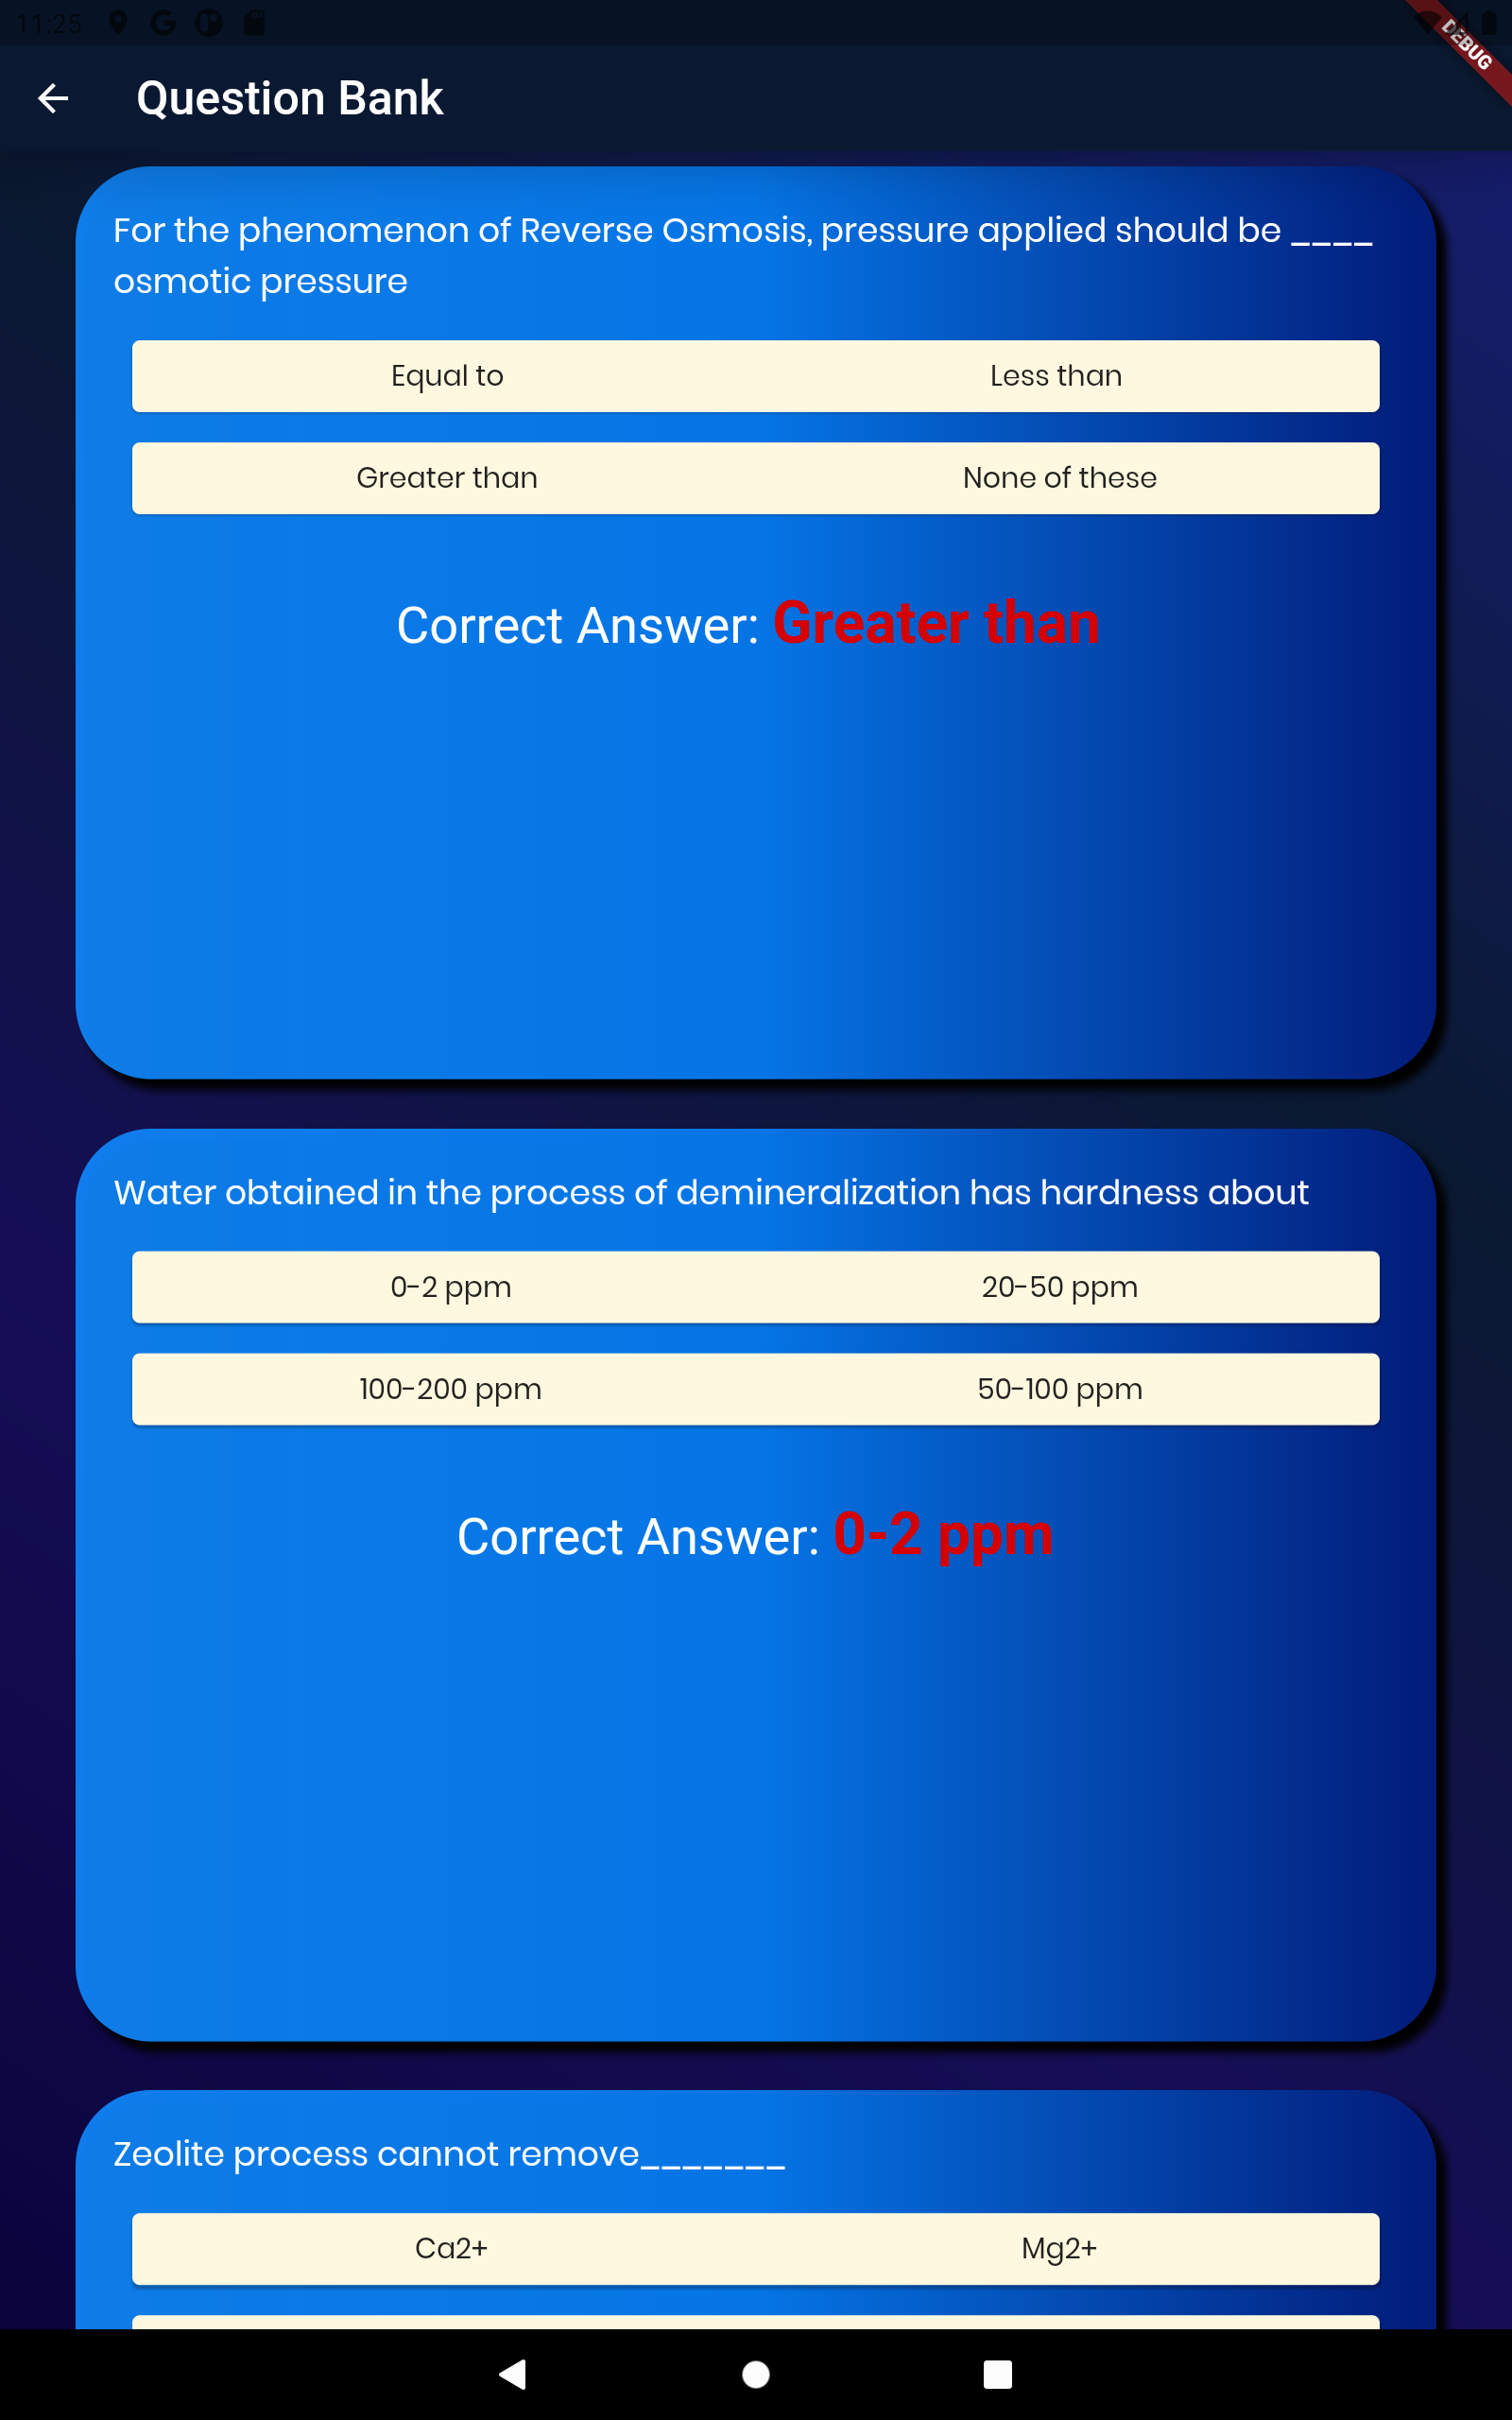 11:25
DEBUG
Question Bank
For the phenomenon of Reverse Osmosis, pressure applied should be ____
osmotic pressure
Equal to Less than
Greater than None of these
Correct Answer: Greater than
Water obtained in the process of demineralization has hardness about
0-2 ppm 20-50 ppm
100-200 ppm 50-100 ppm
Correct Answer: 0-2 ppm
Zeolite process cannot remove_______
Ca2+ Mg2+